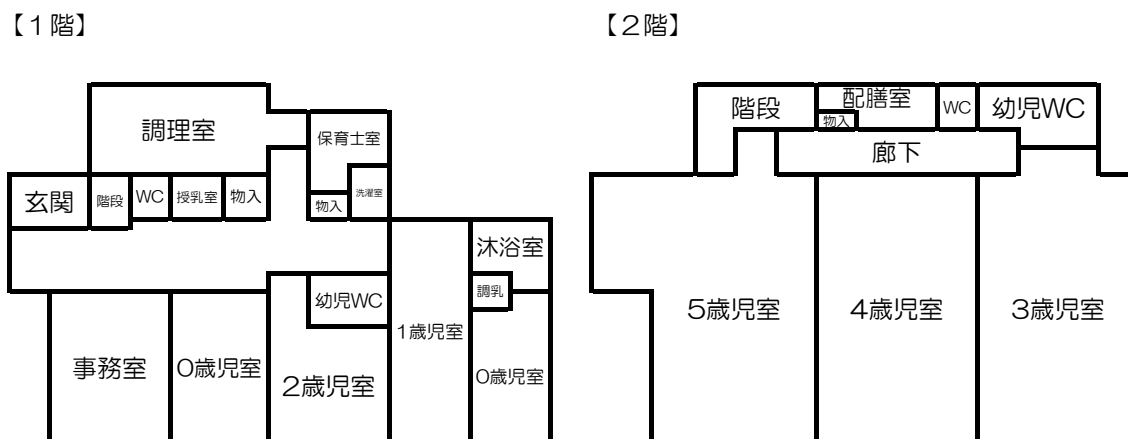 【１階】
調理室
保育士室
玄関
階段
WC
授乳室
物入
物入
洗濯室
沐浴室
調乳
幼児WC
1歳児室
事務室
0歳児室
2歳児室
0歳児室
【２階】
階段
配膳室
物入
WC
幼児WC
廊下
5歳児室
4歳児室
3歳児室